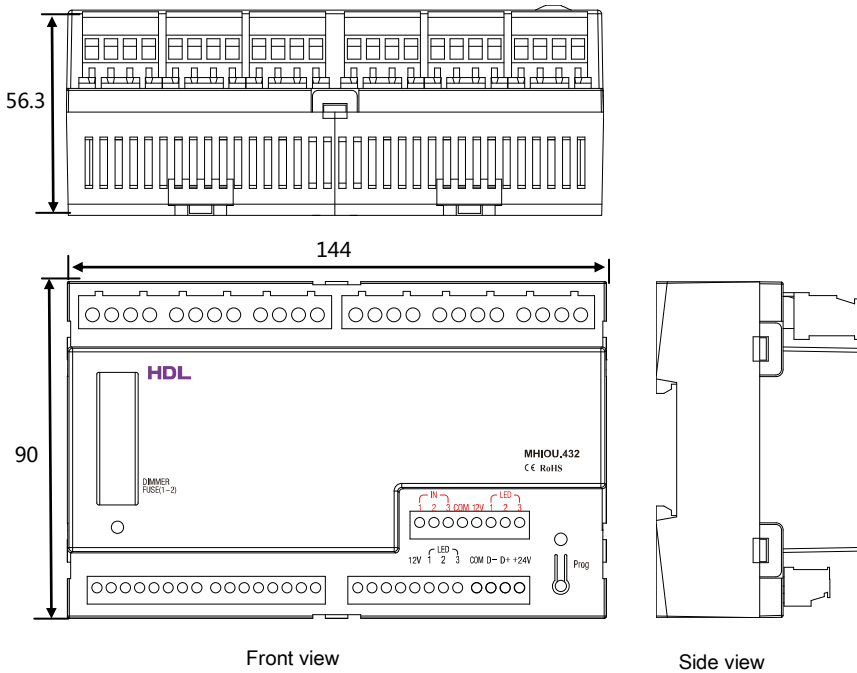 56.3
144
90
HDL
DIMMER
FUSE(1-2)
MHIOU.432
CE RoHS
IN LED
1 2 3 COM 12V 1 2 3
LED
12V 1 2 3 COM D- D+ +24V
Prog
Front view
Side view